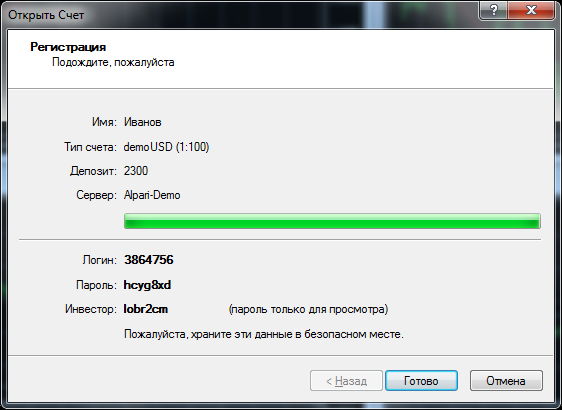 Открыть Счет
Регистрация
Подождите, пожалуйста
Имя: Иванов
Тип счета: demoUSD (1:100)
Депозит: 2300
Сервер: Alpari-Demo
Логин: 3864756
Пароль: hcyg8xd
Инвестор: lobr2cm (пароль только для просмотра)
Пожалуйста, храните эти данные в безопасном месте.
< Назад Готово Отмена